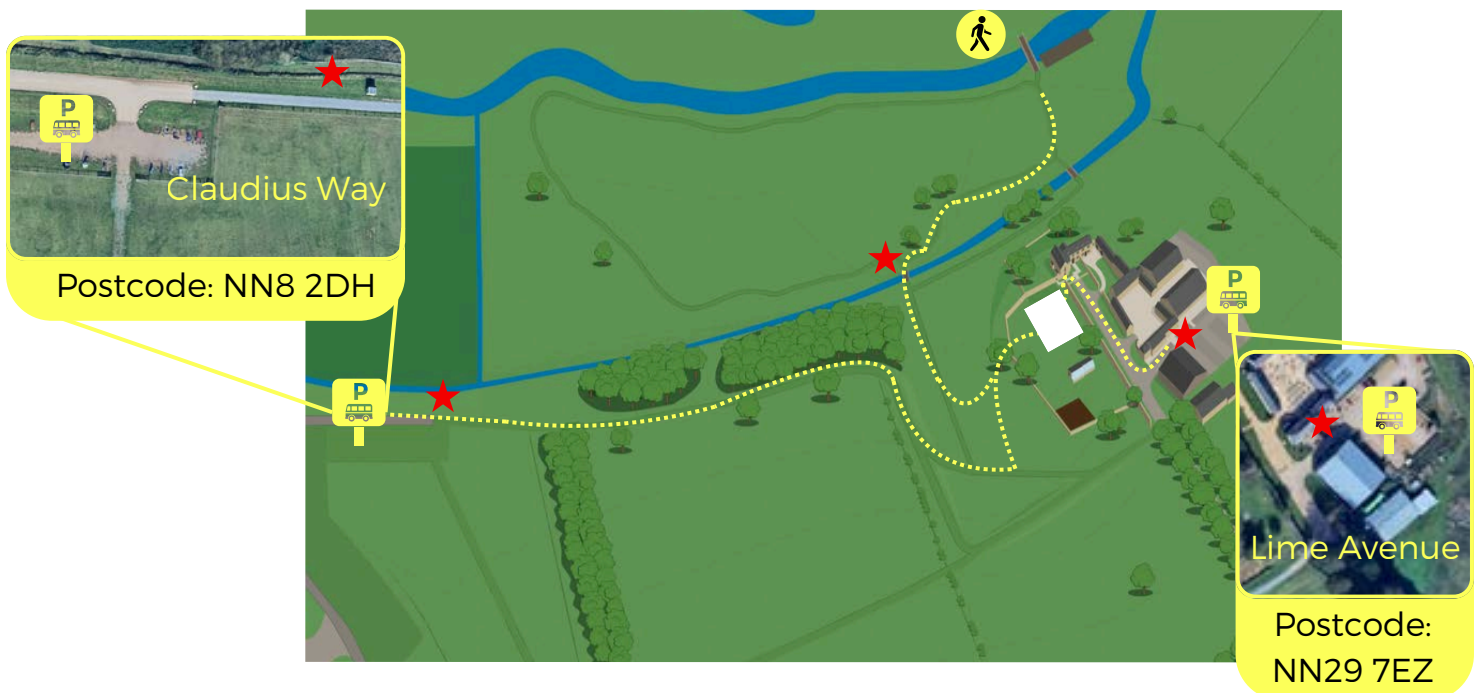 P
Claudius Way
Postcode: NN8 2DH
P
P
P
Lime Avenue
Postcode:
NN29 7EZ